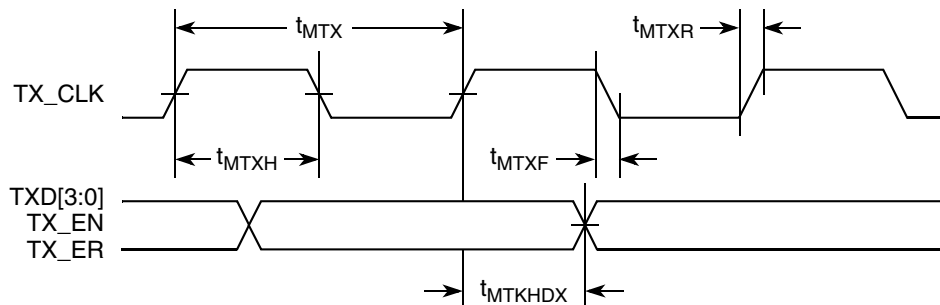 tMTX
tMTXR
TX_CLK
tMTXH
tMTXF
TXD[3:0]
TX_EN
TX_ER
tMTKHDX